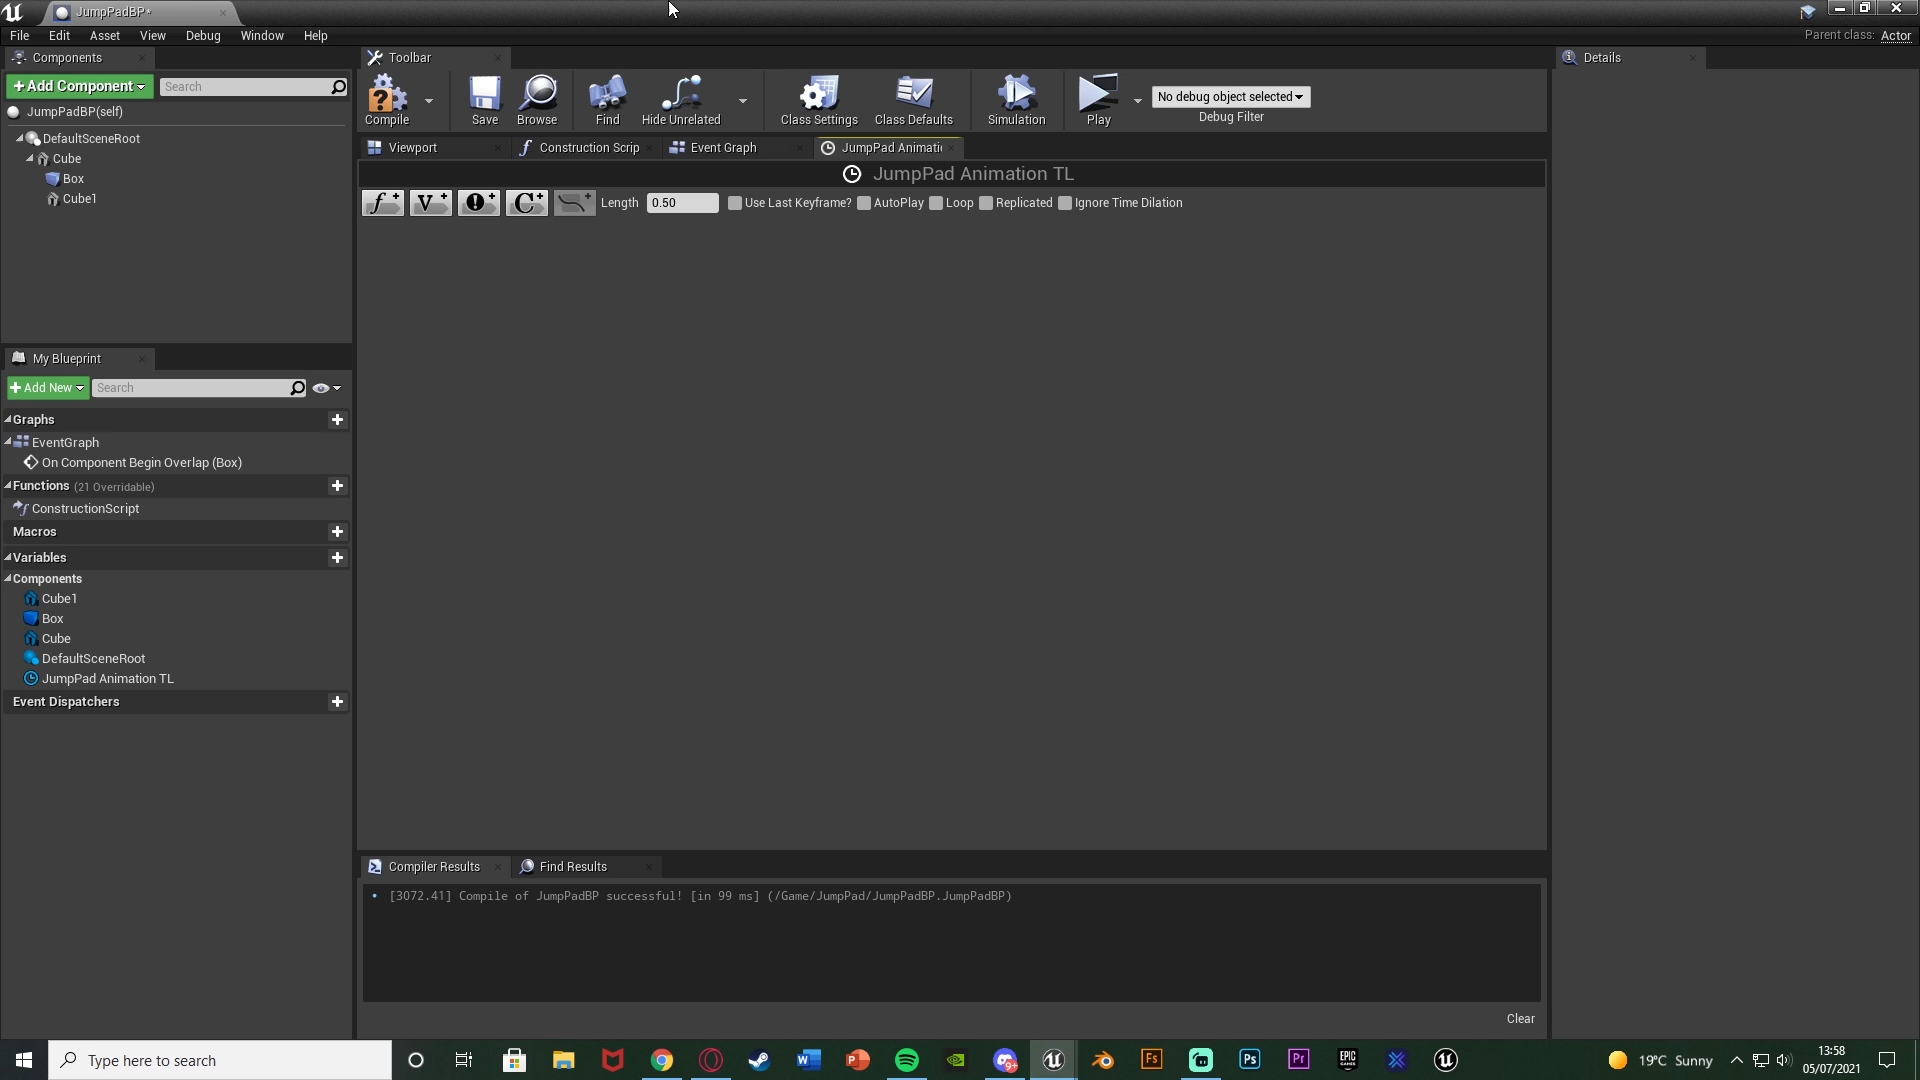 JumpPadBP*
File Edit Asset View Debug Window Help
Parent class: Actor
Components
+Add Component
Search
JumpPadBP(self)
DefaultSceneRoot
Cube
Box
Cube1
Toolbar
Compile
Save
Browse
Find
Hide Unrelated
Class Settings
Class Defaults
Simulation
Play
No debug object selected
Debug Filter
Details
Viewport
Construction Scrip
Event Graph
JumpPad Animati
JumpPad Animation TL
f+ V+ !+ C+ Length 0.50 Use Last Keyframe? AutoPlay Loop Replicated Ignore Time Dilation
My Blueprint
+Add New
Search
Graphs
EventGraph
On Component Begin Overlap (Box)
Functions (21 Overridable)
ConstructionScript
Macros
Variables
Components
Cube1
Box
Cube
DefaultSceneRoot
JumpPad Animation TL
Event Dispatchers
Compiler Results
Find Results
[3072.41] Compile of JumpPadBP successful! [in 99 ms] (/Game/JumpPad/JumpPadBP.JumpPadBP)
Clear
Type here to search
19°C Sunny
13:58
05/07/2021